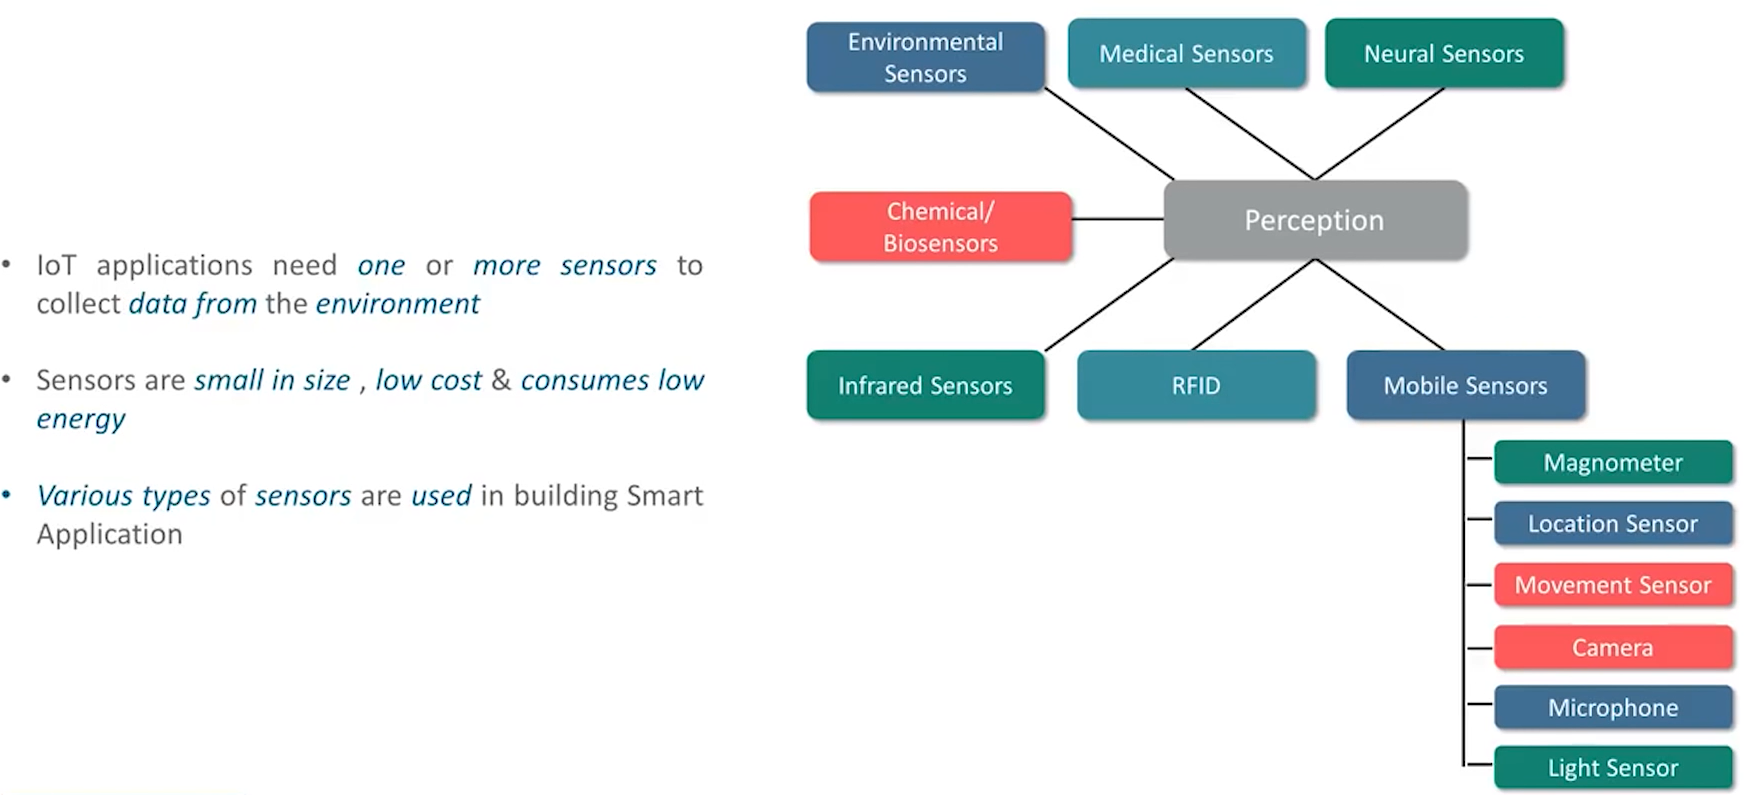 • IoT applications need one or more sensors to
collect data from the environment
• Sensors are small in size , low cost & consumes low
energy
• Various types of sensors are used in building Smart
Application
Environmental
Sensors
Medical Sensors
Neural Sensors
Chemical/
Biosensors
Perception
Infrared Sensors
RFID
Mobile Sensors
Magnometer
Location Sensor
Movement Sensor
Camera
Microphone
Light Sensor